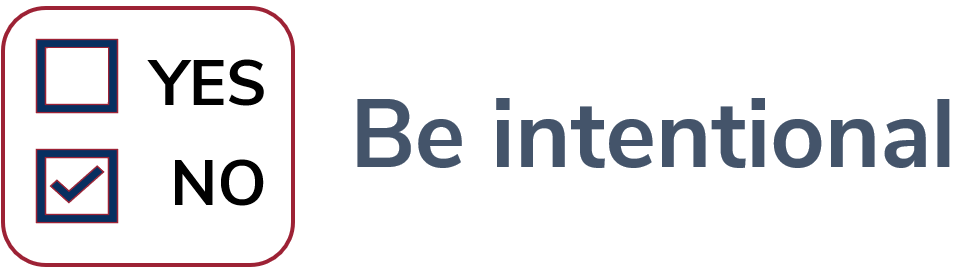 YES
NO
Be intentional